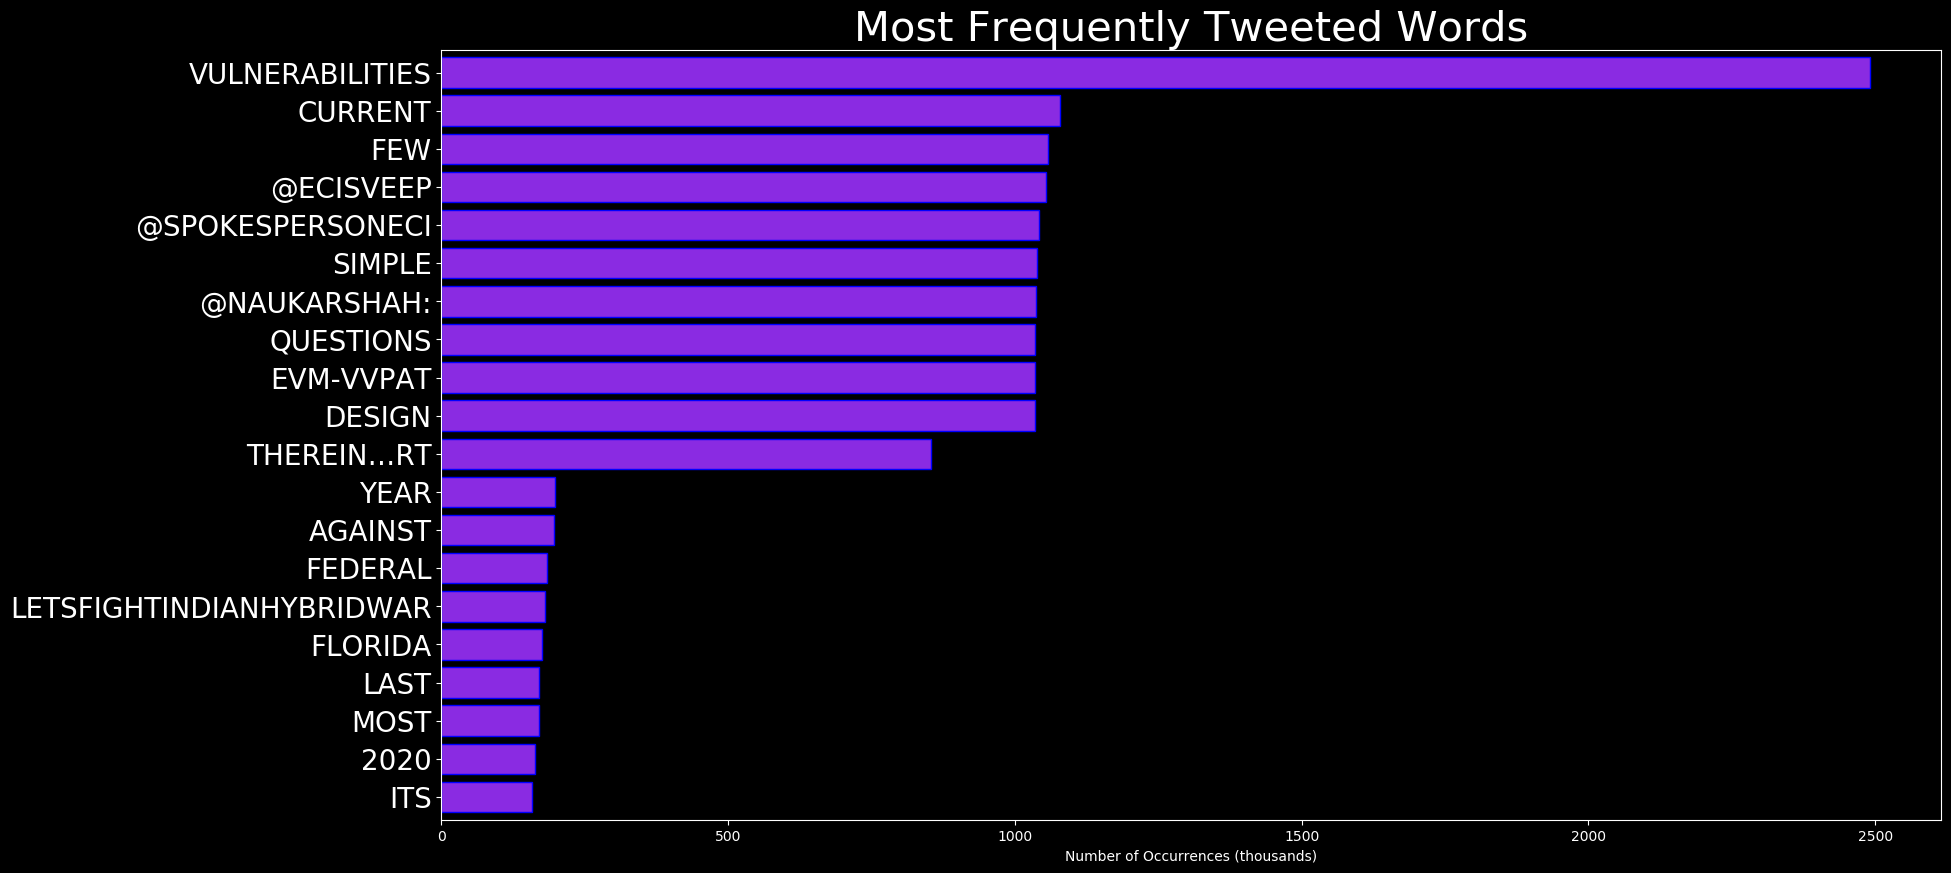 Most Frequently Tweeted Words
VULNERABILITIES
CURRENT
FEW
@ECISVEEP
@SPOKESPERSONECI
SIMPLE
@NAUKARSHAH:
QUESTIONS
EVM-VVPAT
DESIGN
THEREIN…RT
YEAR
AGAINST
FEDERAL
LETSFIGHTINDIANHYBRIDWAR
FLORIDA
LAST
MOST
2020
ITS
0 500 1000 1500 2000 2500
Number of Occurrences (thousands)